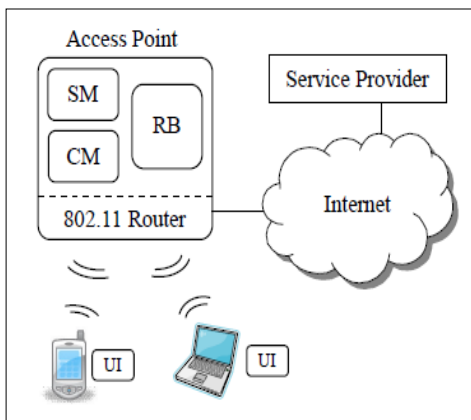 Access Point
SM
CM
RB
802.11 Router
Service Provider
Internet
UI
UI